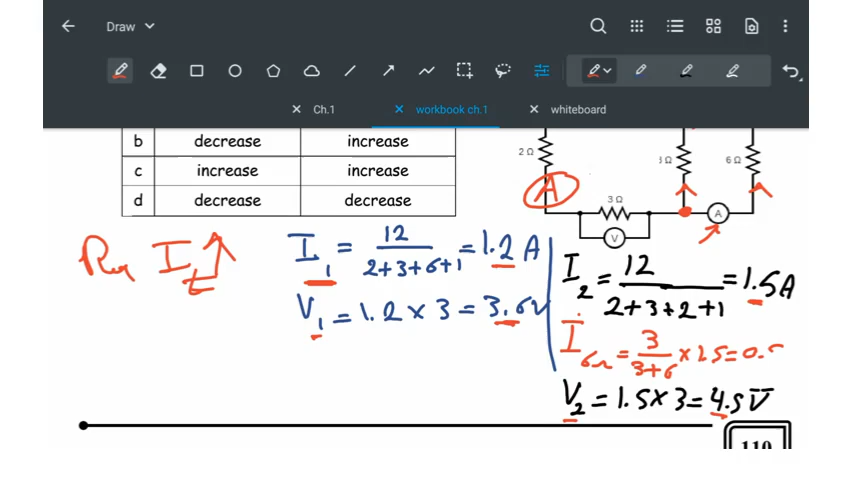 Draw
Ch.1
workbook ch.1
whiteboard
b decrease increase
c increase increase
d decrease decrease
2 Ω
3 Ω
6 Ω
A
3 Ω
A
V
I t ↑
I1 = 12 / 2+3+6+1 = 1.2 A
V1 = 1.2 × 3 = 3.6V
I2 = 12 / 2+3+2+1 = 1.5A
I6Ω = 3 / 3+6 × 1.5 = 0.5
V2 = 1.5 × 3 = 4.5 V
110